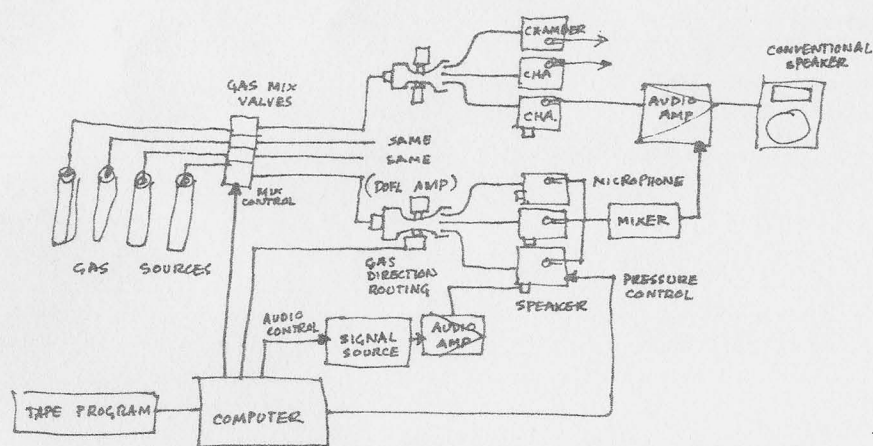 CHAMBER
CHA
CHA.
CONVENTIONAL
SPEAKER
GAS MIX
VALVES
AUDIO
AMP
SAME
SAME
MIX
CONTROL
(DOFL AMP)
MICROPHONE
MIXER
GAS SOURCES
GAS
DIRECTION
ROUTING
SPEAKER
PRESSURE
CONTROL
AUDIO
CONTROL
SIGNAL
SOURCE
AUDIO
AMP
TAPE PROGRAM
COMPUTER